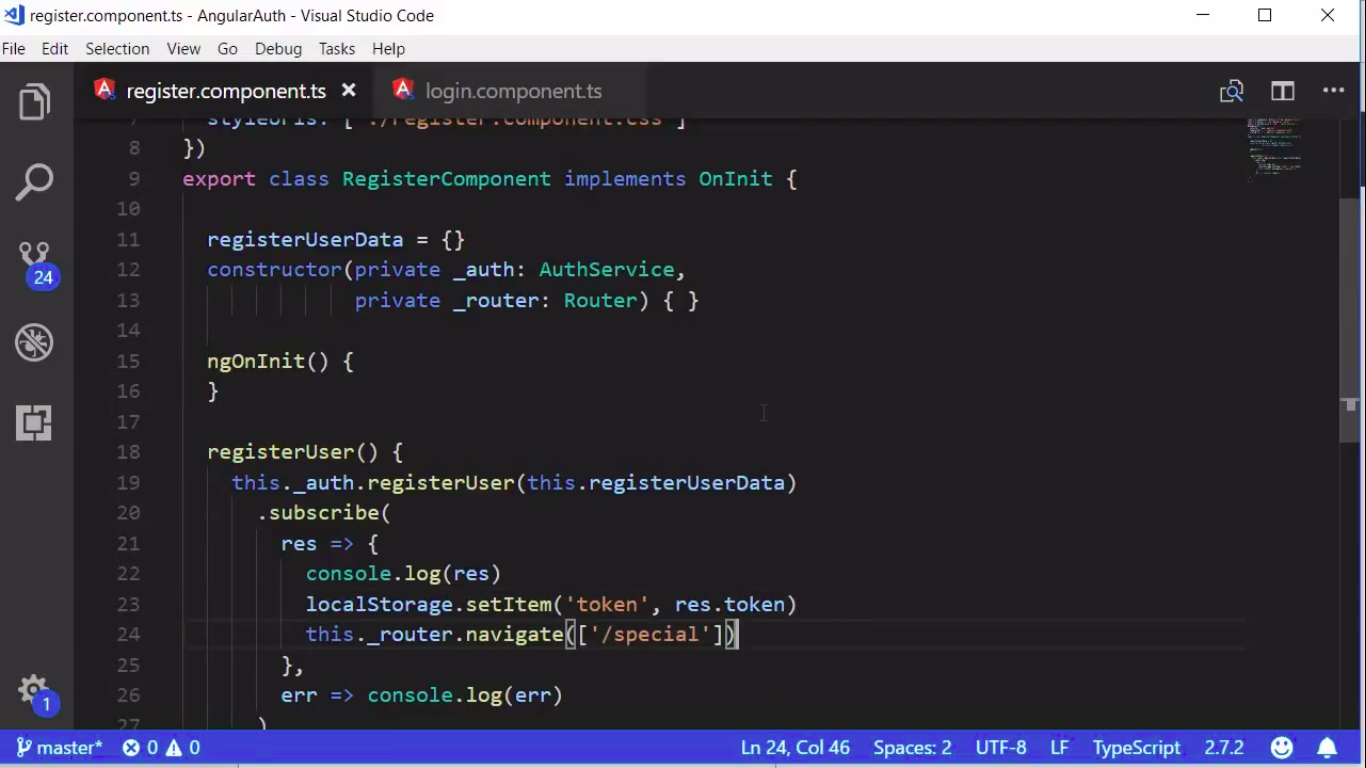 register.component.ts - AngularAuth - Visual Studio Code
File Edit Selection View Go Debug Tasks Help
register.component.ts login.component.ts
7 styleUrls: ['./register.component.css']
8 })
9 export class RegisterComponent implements OnInit {
10
11 registerUserData = {}
12 constructor(private _auth: AuthService,
13 private _router: Router) { }
14
15 ngOnInit() {
16 }
17
18 registerUser() {
19 this._auth.registerUser(this.registerUserData)
20 .subscribe(
21 res => {
22 console.log(res)
23 localStorage.setItem('token', res.token)
24 this._router.navigate(['/special'])
25 },
26 err => console.log(err)
27 )
24
1
master* 0 0 Ln 24, Col 46 Spaces: 2 UTF-8 LF TypeScript 2.7.2